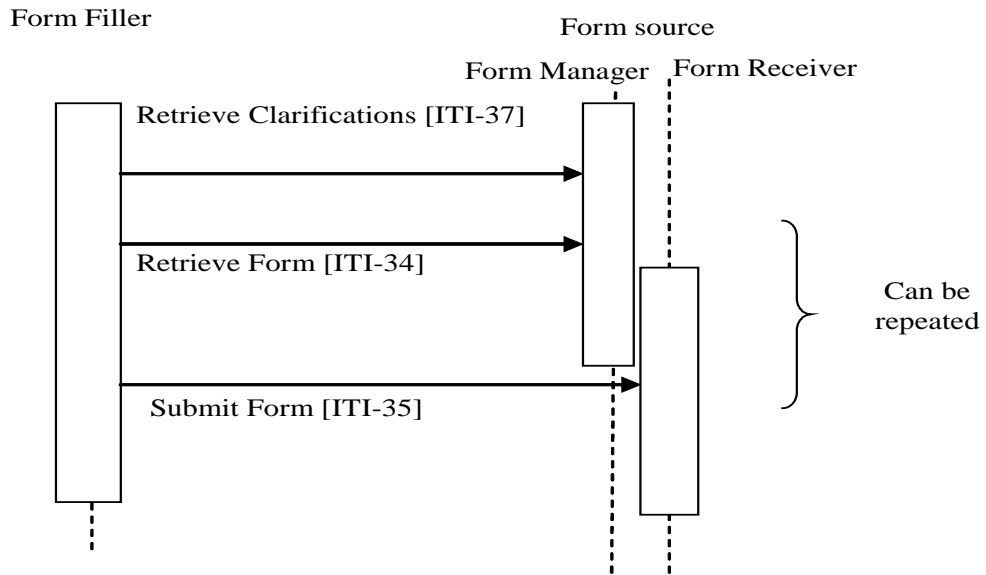 Form Filler
Form source
Form Manager
Form Receiver
Retrieve Clarifications [ITI-37]
Retrieve Form [ITI-34]
Can be
repeated
Submit Form [ITI-35]